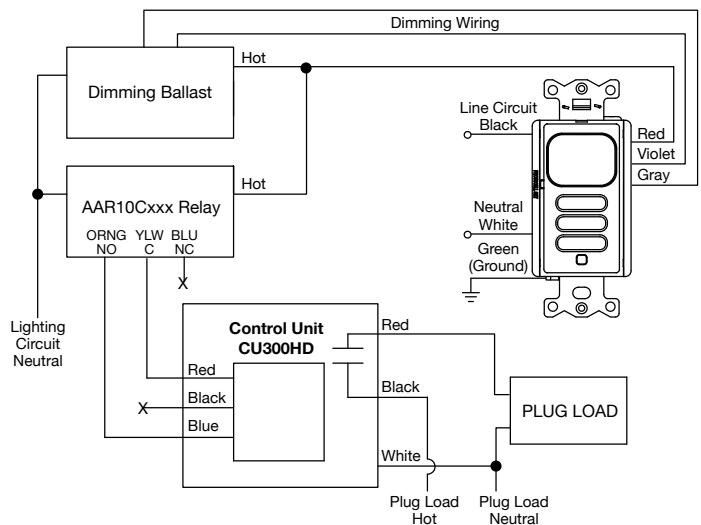 Dimming Wiring
Hot
Dimming Ballast
Line Circuit
Black
Red
Violet
Gray
Hot
AAR10Cxxx Relay
ORNG YLW BLU
NO C NC
X
Neutral
White
Green
(Ground)
Lighting
Circuit
Neutral
Control Unit
CU300HD
Red
Red
Black
X
Black
Blue
PLUG LOAD
White
Plug Load
Hot
Plug Load
Neutral